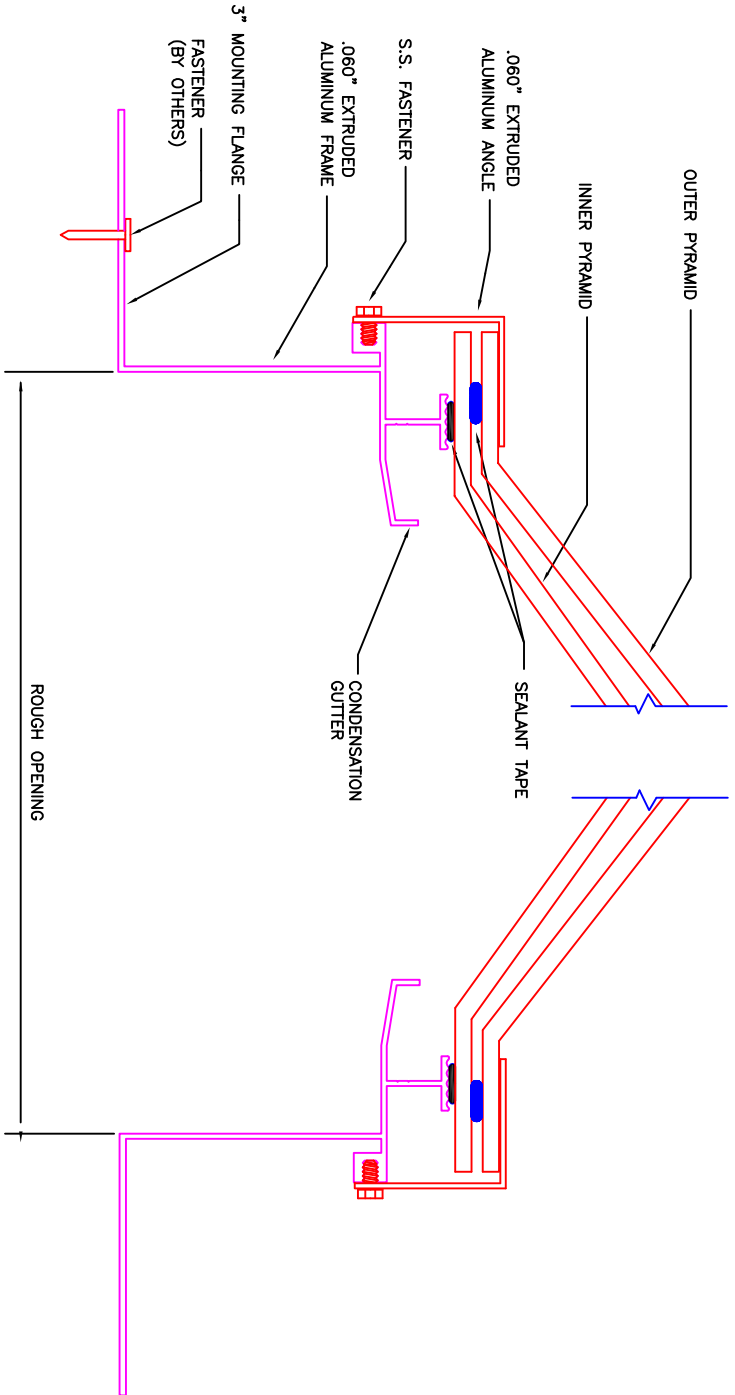 OUTER PYRAMID
INNER PYRAMID
.060" EXTRUDED
ALUMINUM ANGLE
S.S. FASTENER
.060" EXTRUDED
ALUMINUM FRAME
3" MOUNTING FLANGE
FASTENER
(BY OTHERS)
SEALANT TAPE
CONDENSATION
GUTTER
ROUGH OPENING